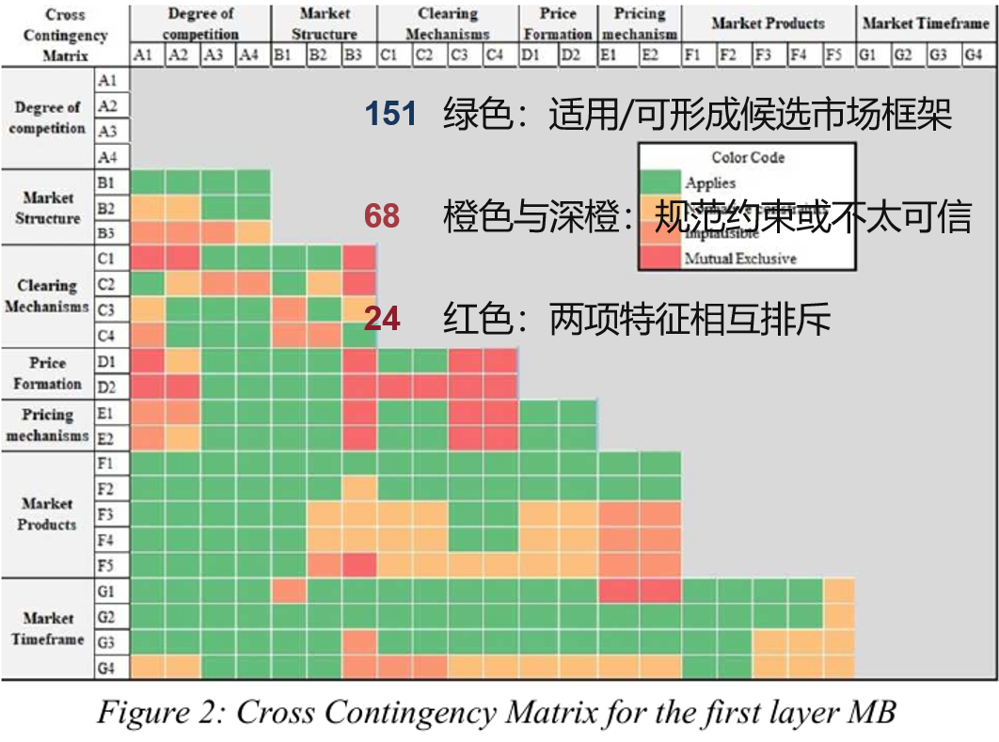 Cross Contingency Matrix
Degree of competition
Market Structure
Clearing Mechanisms
Price Formation
Pricing mechanism
Market Products
Market Timeframe
A1 A2 A3 A4 B1 B2 B3 C1 C2 C3 C4 D1 D2 E1 E2 F1 F2 F3 F4 F5 G1 G2 G3 G4
Degree of competition
A1
A2
A3
A4
151 绿色：适用/可形成候选市场框架
Color Code
Applies
68 橙色与深橙：规范约束或不太可信
Implausible
Mutual Exclusive
24 红色：两项特征相互排斥
Market Structure
B1
B2
B3
Clearing Mechanisms
C1
C2
C3
C4
Price Formation
D1
D2
Pricing mechanisms
E1
E2
Market Products
F1
F2
F3
F4
F5
Market Timeframe
G1
G2
G3
G4
Figure 2: Cross Contingency Matrix for the first layer MB